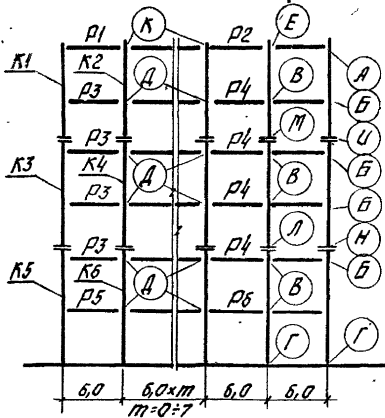 Р1 К Р2 Е
К1 К2 Д В А
Р3 Р4 Б
М И
Р3 Р4 Б
К3 К4 Д В
Р3 Р4 Б
Л Н
Р3 Р4 Б
К5 К6 Д В
Р5 Р6
Г Г
6,0 6,0×m 6,0 6,0
m=0÷7